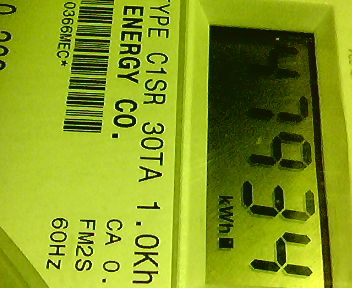 47934
kWh
TYPE C1SR 30TA 1.0Kh
ENERGY CO.
CA 0.
FM2S
60Hz
0366MEC*